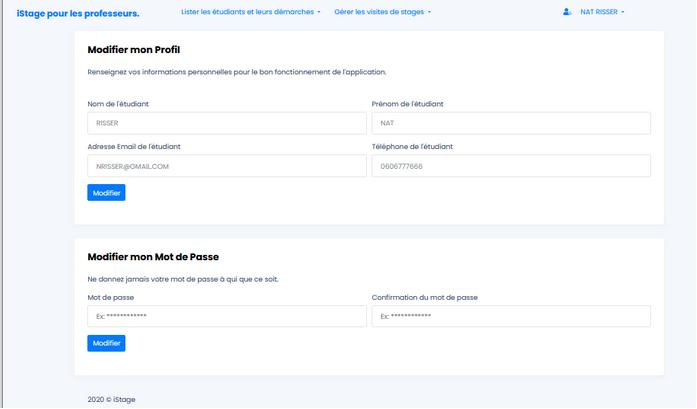 iStage pour les professeurs. Lister les étudiants et leurs démarches Gérer les visites de stages NAT RISSER
Modifier mon Profil
Renseignez vos informations personnelles pour le bon fonctionnement de l'application.
Nom de l'étudiant Prénom de l'étudiant
RISSER NAT
Adresse Email de l'étudiant Téléphone de l'étudiant
NRISSER@GMAIL.COM 0606777666
Modifier
Modifier mon Mot de Passe
Ne donnez jamais votre mot de passe à qui que ce soit.
Mot de passe Confirmation du mot de passe
Ex: ************ Ex: ************
Modifier
2020 © iStage